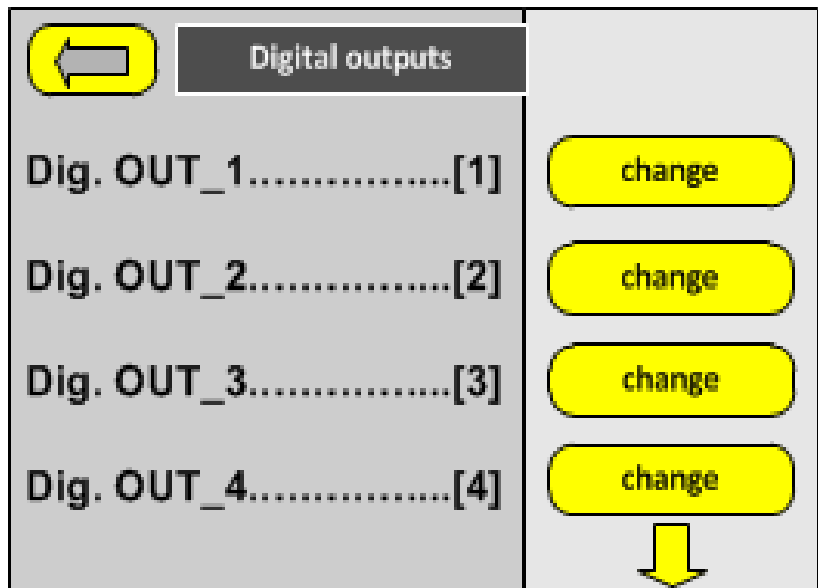 Digital outputs
Dig. OUT_1................[1] change
Dig. OUT_2................[2] change
Dig. OUT_3................[3] change
Dig. OUT_4................[4] change